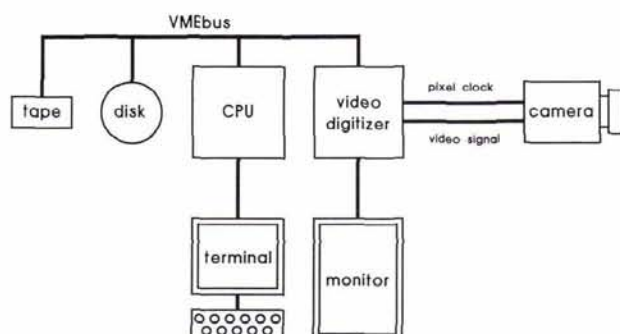 VMEbus
tape
disk
CPU
video
digitizer
pixel clock
video signal
camera
terminal
monitor